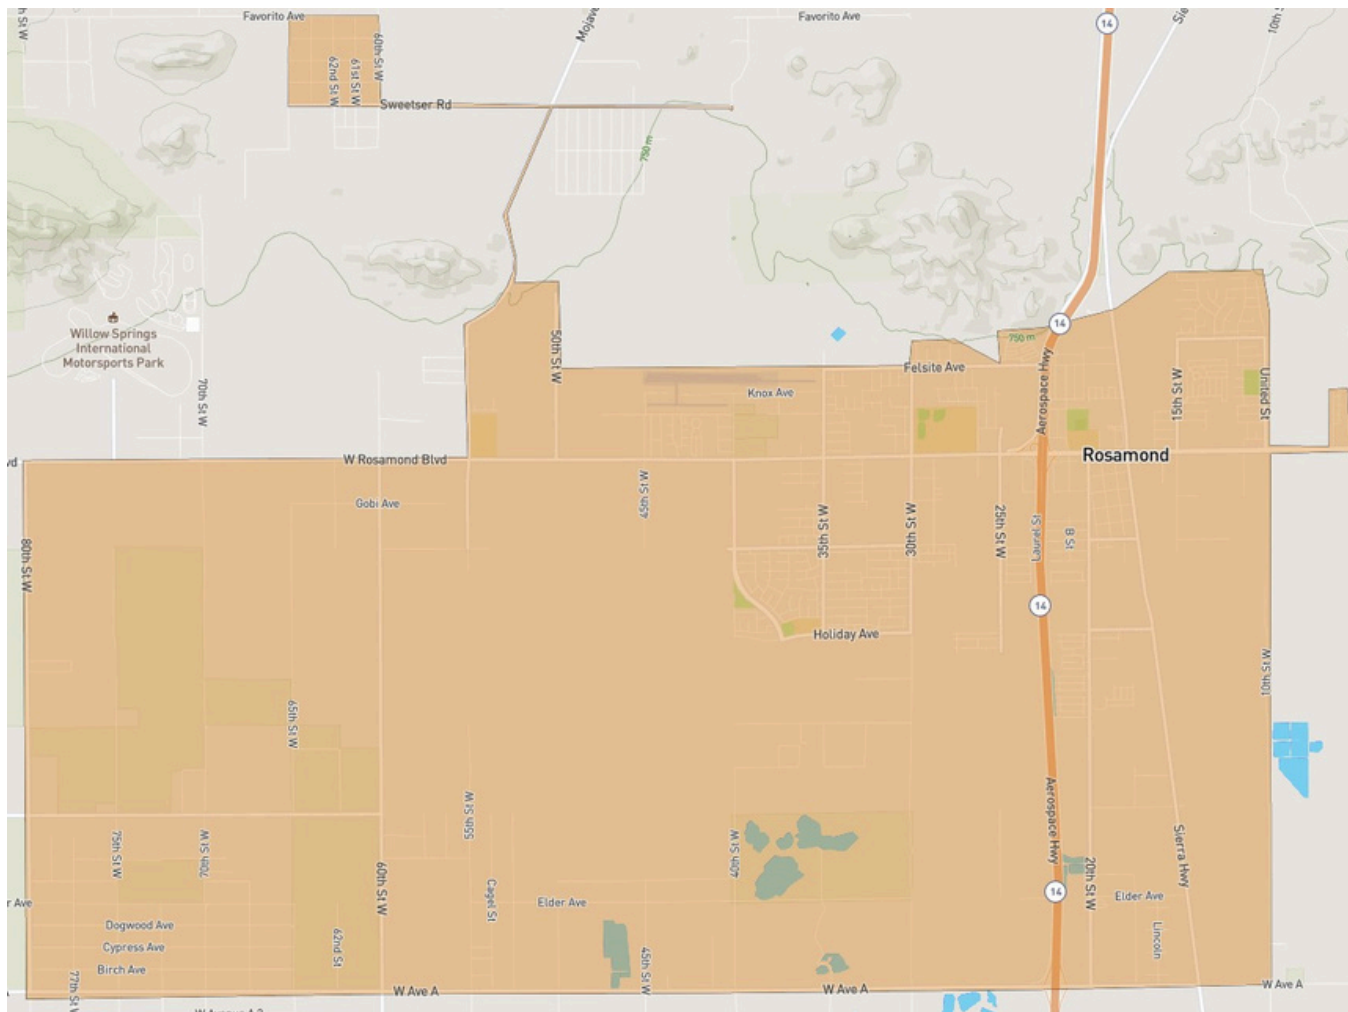 Favorito Ave
Favorito Ave
14
10th S
h St W
Mojave
Sie
60th St W
62nd St W
61st St W
Sweetser Rd
750 m
Willow Springs
International
Motorsports Park
14
750 m
50th St W
Aerospace Hwy
Felsite Ave
70th St W
Knox Ave
15th St W
United St
vd
W Rosamond Blvd
Rosamond
45th St W
Gobi Ave
35th St W
30th St W
25th St W
Laurel St
B St
80th St W
14
Holiday Ave
10th St W
65th St W
55th St W
Aerospace Hwy
75th St W
70th St W
40th St W
Sierra Hwy
60th St W
20th St W
14
r Ave
Cagel St
Elder Ave
Elder Ave
Dogwood Ave
Cypress Ave
Birch Ave
62nd St
Lincoln
77th St W
45th St W
W Ave A
W Ave A
W Ave A